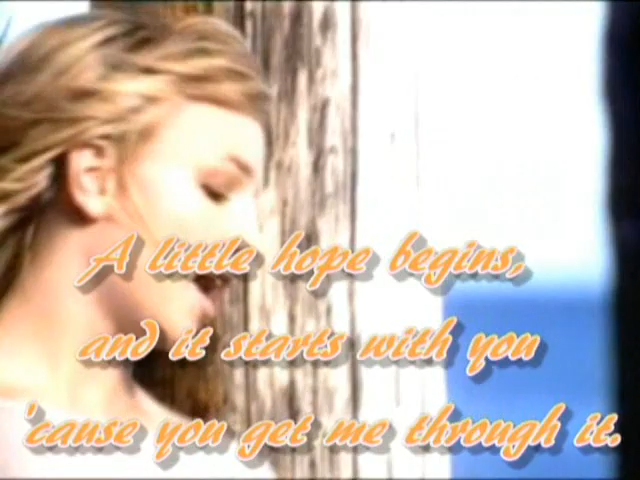 A little hope begins,
and it starts with you
'cause you get me through it.